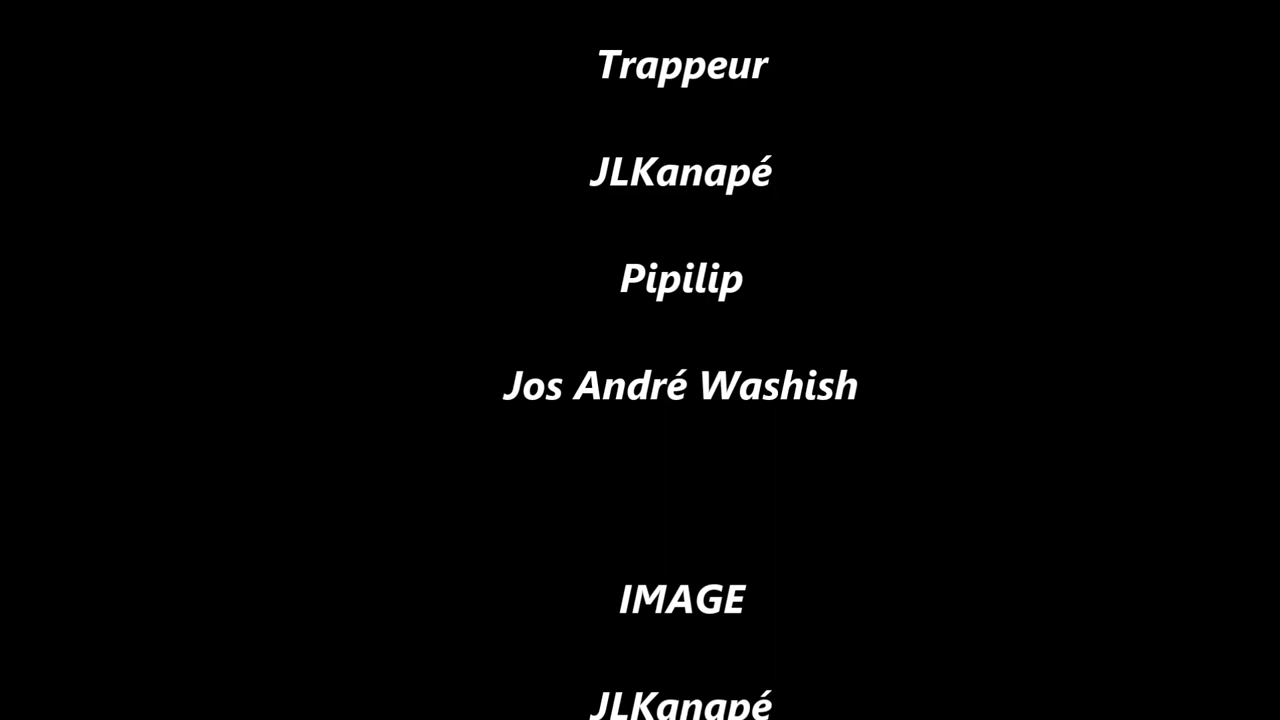 Trappeur
JLKanapé
Pipilip
Jos André Washish
IMAGE
JLKanapé